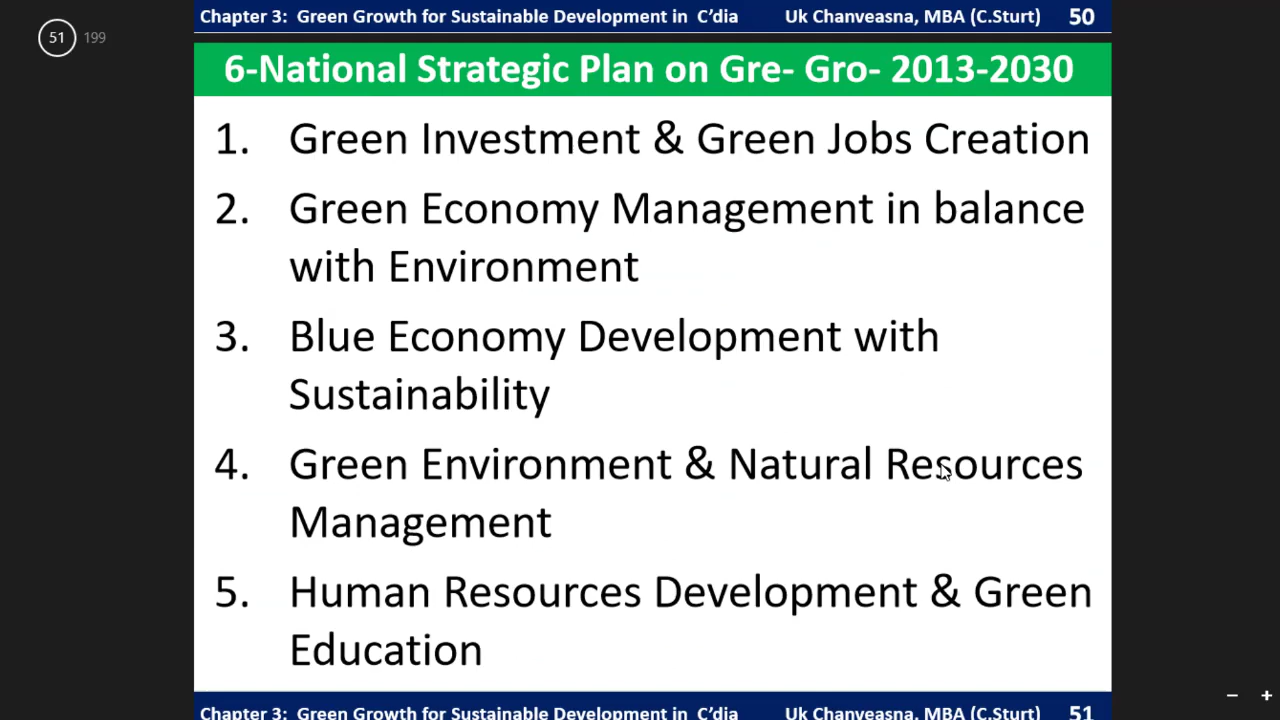 51 199
Chapter 3: Green Growth for Sustainable Development in C’dia Uk Chanveasna, MBA (C.Sturt) 50
6-National Strategic Plan on Gre- Gro- 2013-2030
1. Green Investment & Green Jobs Creation
2. Green Economy Management in balance
with Environment
3. Blue Economy Development with
Sustainability
4. Green Environment & Natural Resources
Management
5. Human Resources Development & Green
Education
Chapter 3: Green Growth for Sustainable Development in C’dia Uk Chanveasna, MBA (C.Sturt) 51